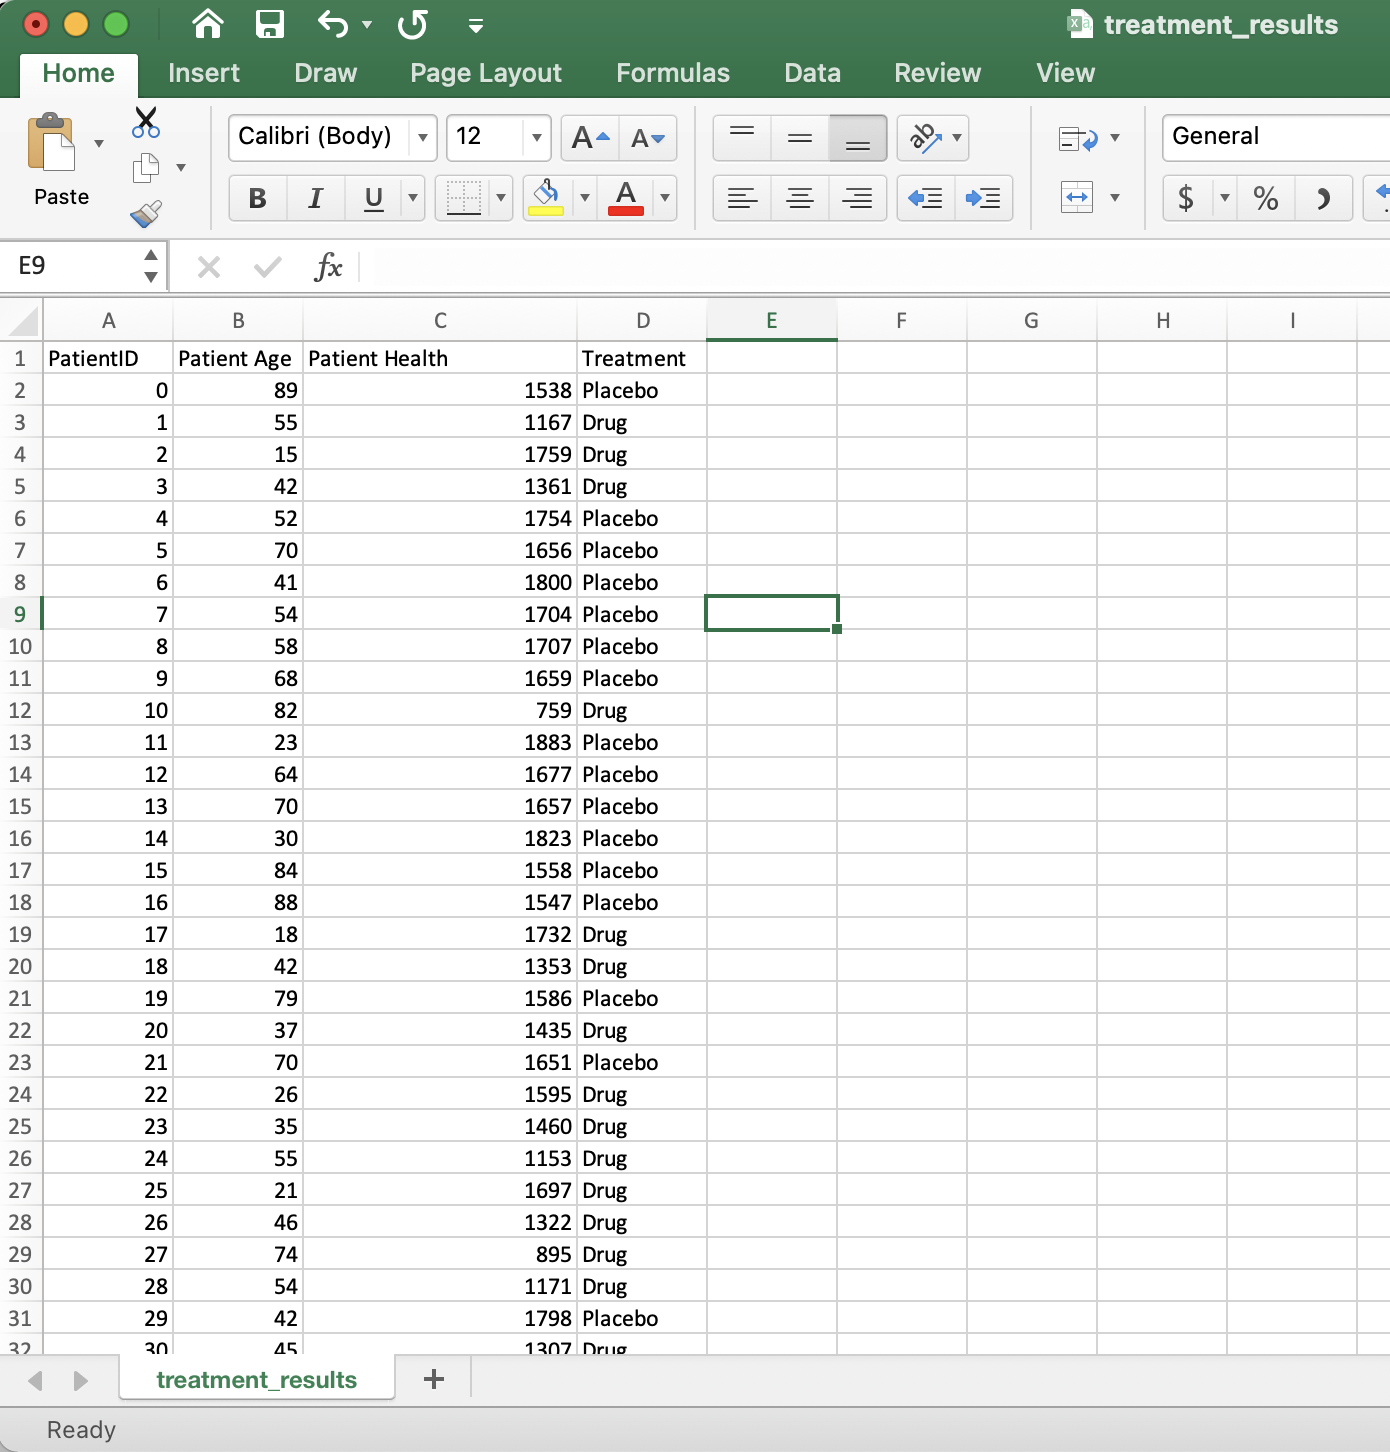 treatment_results
Home Insert Draw Page Layout Formulas Data Review View
Calibri (Body) 12 A A ab General
Paste B I U A $ %
E9 fx
A B C D E F G H I
1 PatientID Patient Age Patient Health Treatment
2 0 89 1538 Placebo
3 1 55 1167 Drug
4 2 15 1759 Drug
5 3 42 1361 Drug
6 4 52 1754 Placebo
7 5 70 1656 Placebo
8 6 41 1800 Placebo
9 7 54 1704 Placebo
10 8 58 1707 Placebo
11 9 68 1659 Placebo
12 10 82 759 Drug
13 11 23 1883 Placebo
14 12 64 1677 Placebo
15 13 70 1657 Placebo
16 14 30 1823 Placebo
17 15 84 1558 Placebo
18 16 88 1547 Placebo
19 17 18 1732 Drug
20 18 42 1353 Drug
21 19 79 1586 Placebo
22 20 37 1435 Drug
23 21 70 1651 Placebo
24 22 26 1595 Drug
25 23 35 1460 Drug
26 24 55 1153 Drug
27 25 21 1697 Drug
28 26 46 1322 Drug
29 27 74 895 Drug
30 28 54 1171 Drug
31 29 42 1798 Placebo
32 30 45 1307 Drug
treatment_results +
Ready